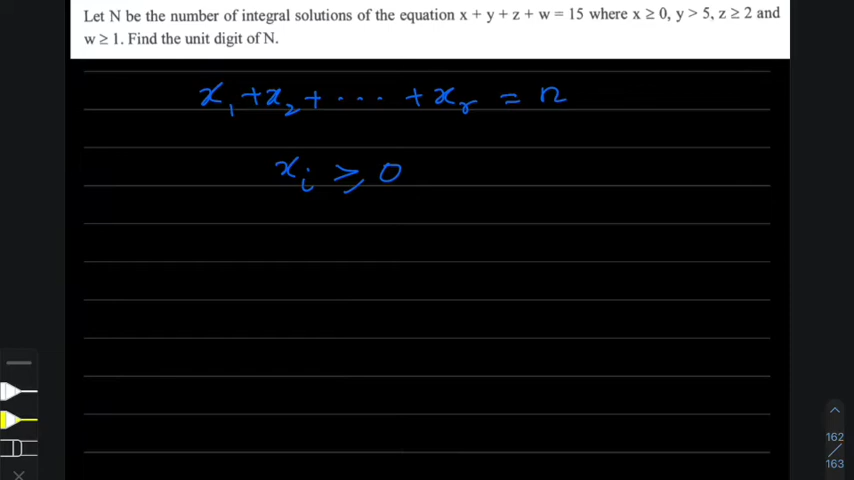 Let N be the number of integral solutions of the equation x + y + z + w = 15 where x ≥ 0, y > 5, z ≥ 2 and
w ≥ 1. Find the unit digit of N.
x₁ + x₂ + ··· + xᵣ = n
xᵢ ≥ 0
162
/
163